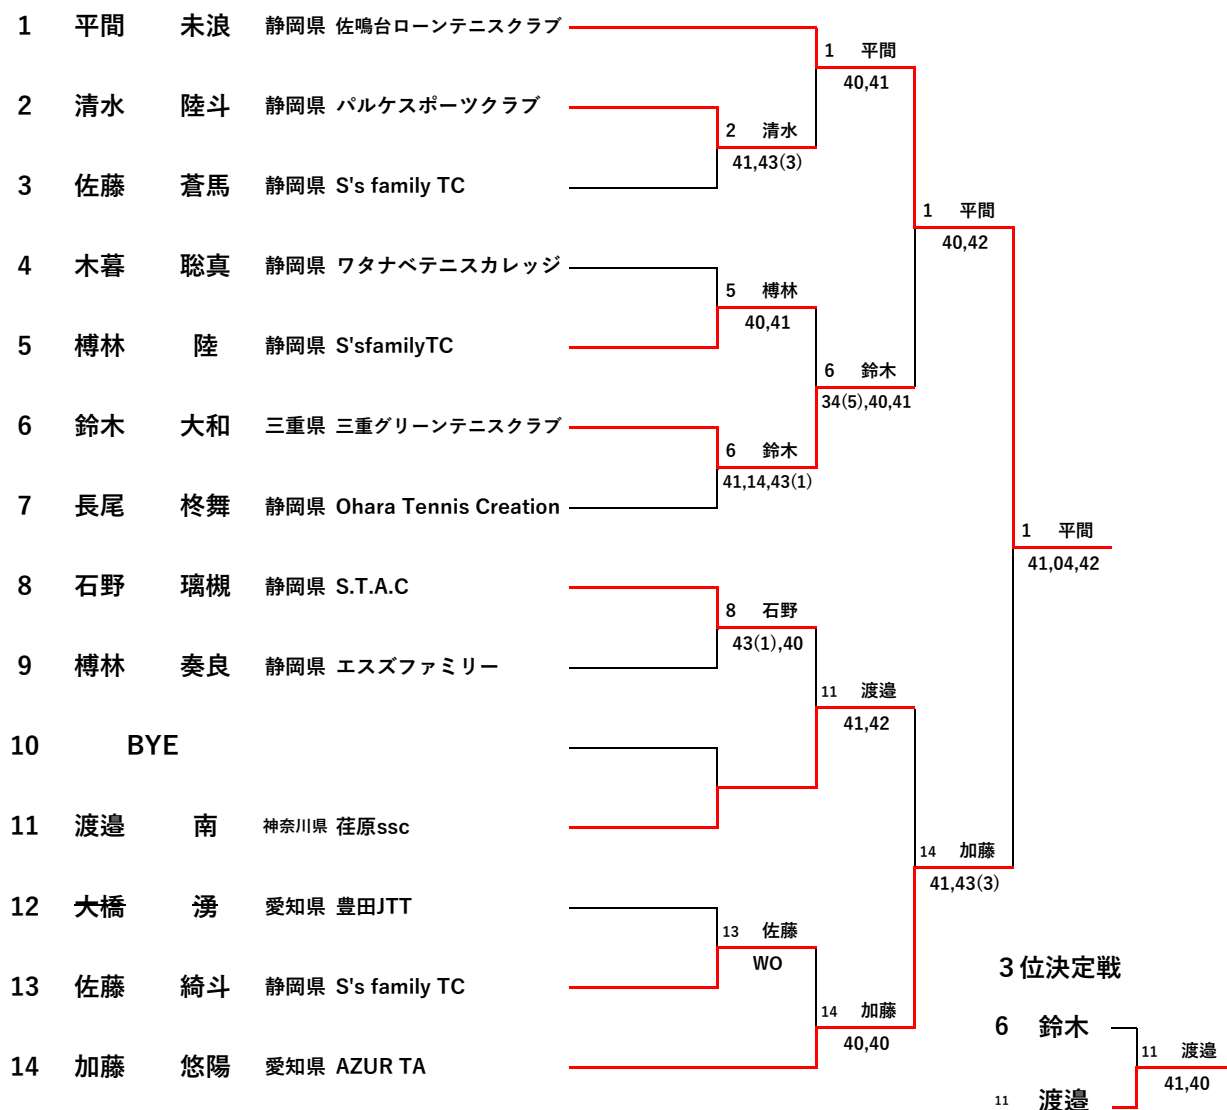 1 平間 未浪 静岡県 佐鳴台ローンテニスクラブ
1 平間
40,41
2 清水 陸斗 静岡県 パルケスポーツクラブ
2 清水
41,43(3)
3 佐藤 蒼馬 静岡県 S's family TC
1 平間
40,42
4 木暮 聡真 静岡県 ワタナベテニスカレッジ
5 榑林
40,41
5 榑林 陸 静岡県 S'sfamilyTC
6 鈴木
34(5),40,41
6 鈴木 大和 三重県 三重グリーンテニスクラブ
6 鈴木
41,14,43(1)
7 長尾 柊舞 静岡県 Ohara Tennis Creation
1 平間
41,04,42
8 石野 璃槻 静岡県 S.T.A.C
8 石野
43(1),40
9 榑林 奏良 静岡県 エスズファミリー
11 渡邉
41,42
10 BYE
11 渡邉 南 神奈川県 荏原ssc
14 加藤
41,43(3)
12 大橋 湧 愛知県 豊田JTT
13 佐藤
WO
13 佐藤 綺斗 静岡県 S's family TC
14 加藤
40,40
14 加藤 悠陽 愛知県 AZUR TA
３位決定戦
6 鈴木
11 渡邉
41,40
11 渡邉